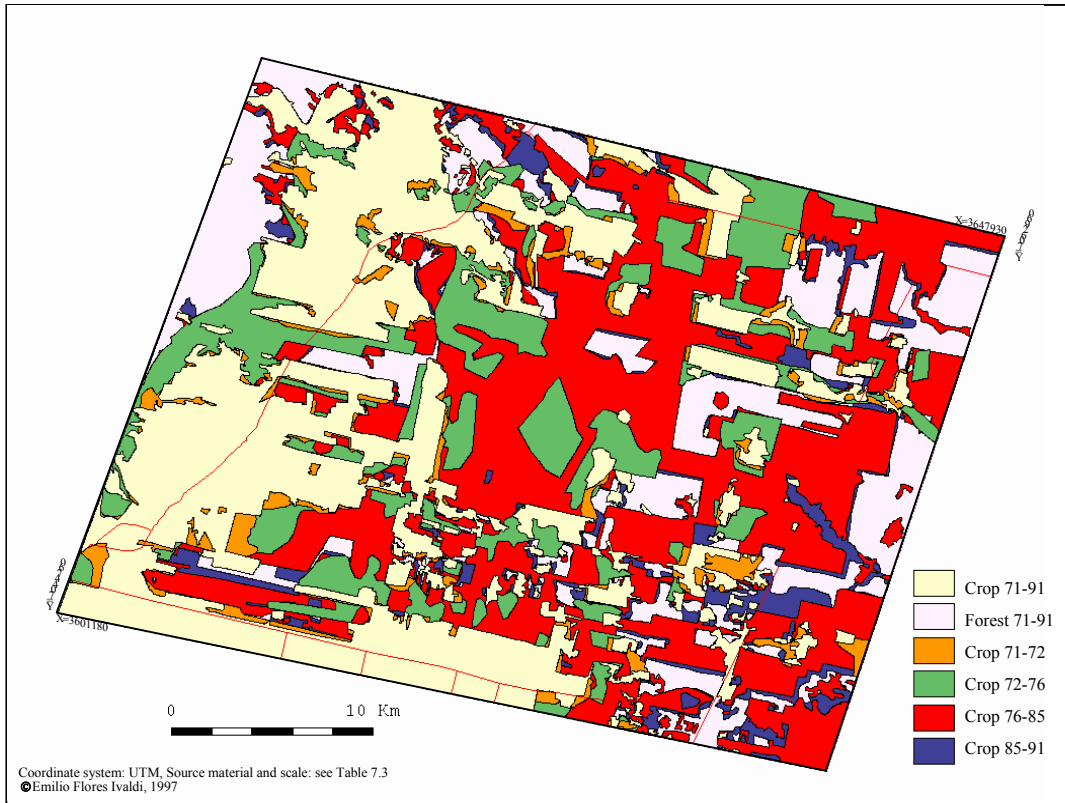 X=3647930
X=3601180
Crop 71-91
Forest 71-91
Crop 71-72
Crop 72-76
Crop 76-85
Crop 85-91
0 10 Km
Coordinate system: UTM, Source material and scale: see Table 7.3
©Emilio Flores Ivaldi, 1997